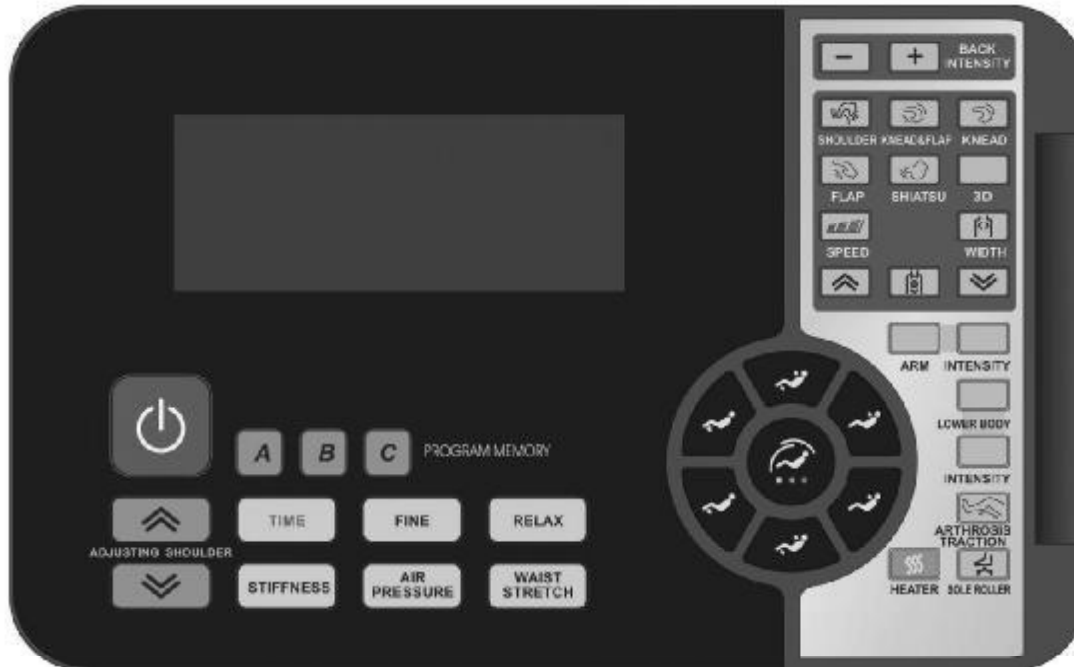 − + BACK
INTENSITY
SHOULDER KNEAD&FLAP KNEAD
FLAP SHIATSU 3D
SPEED WIDTH
ARM INTENSITY
LOWER BODY
INTENSITY
ARTHROSIS
TRACTION
HEATER SOLE ROLLER
A B C PROGRAM MEMORY
TIME FINE RELAX
ADJUSTING SHOULDER
STIFFNESS AIR
PRESSURE WAIST
STRETCH